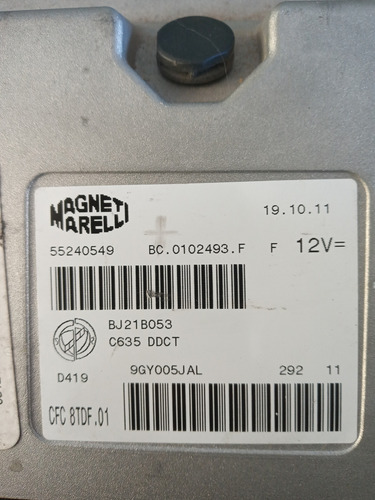 MAGNETI
MARELLI
19.10.11
55240549 BC.0102493.F F 12V=
BJ21B053
C635 DDCT
D419 9GY005JAL 292 11
CFC 8TDF.01